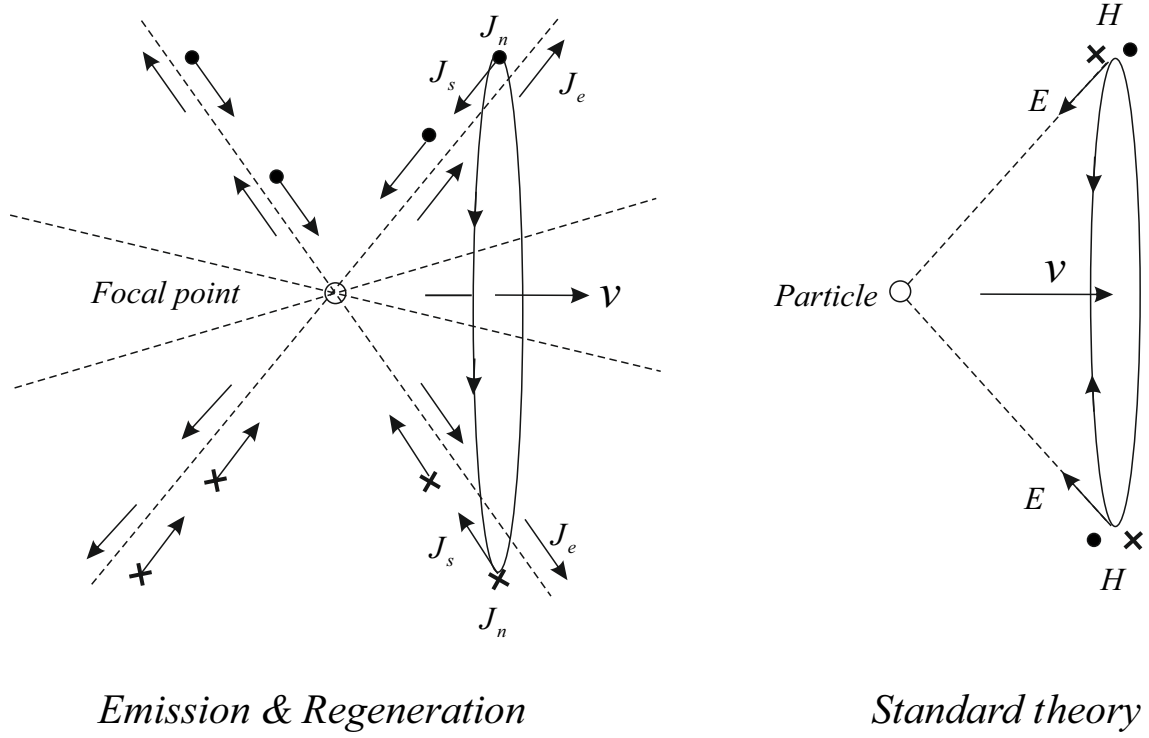 J_n
J_s
J_e
Focal point
v
J_s
J_e
J_n
Emission & Regeneration
H
E
v
Particle
E
H
Standard theory